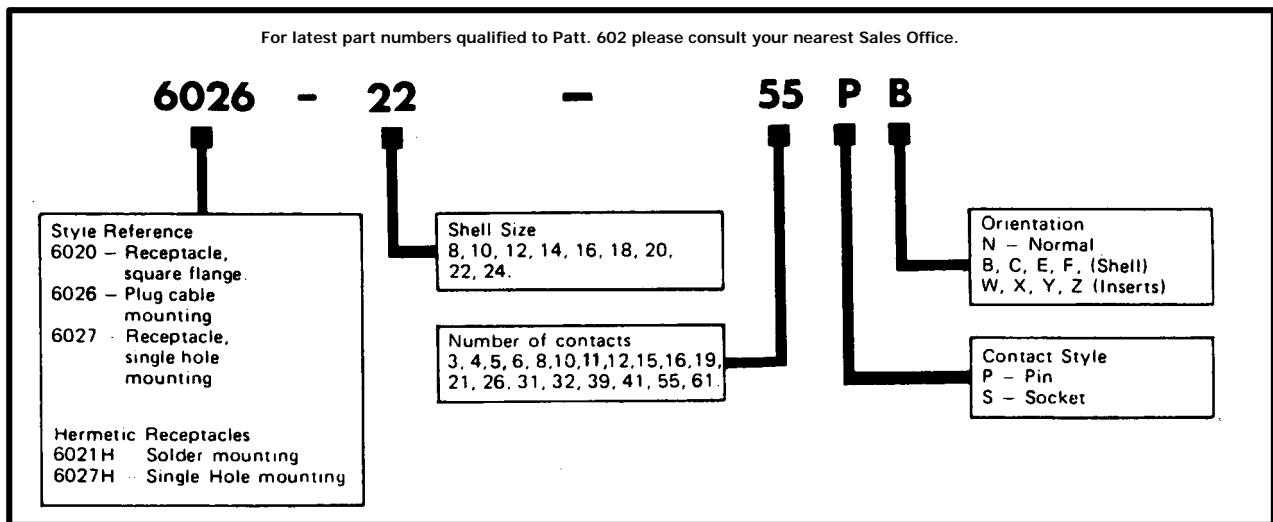 For latest part numbers qualified to Patt. 602 please consult your nearest Sales Office.
6026 - 22 - 55 P B
Style Reference
6020 – Receptacle,
square flange.
6026 – Plug cable
mounting
6027 - Receptacle,
single hole
mounting
Hermetic Receptacles
6021H Solder mounting
6027H - Single Hole mounting
Shell Size
8, 10, 12, 14, 16, 18, 20,
22, 24.
Number of contacts
3, 4, 5, 6, 8, 10, 11, 12, 15, 16, 19,
21, 26. 31, 32, 39, 41, 55, 61.
Orientation
N – Normal
B, C, E, F, (Shell)
W, X, Y, Z (Inserts)
Contact Style
P – Pin
S – Socket